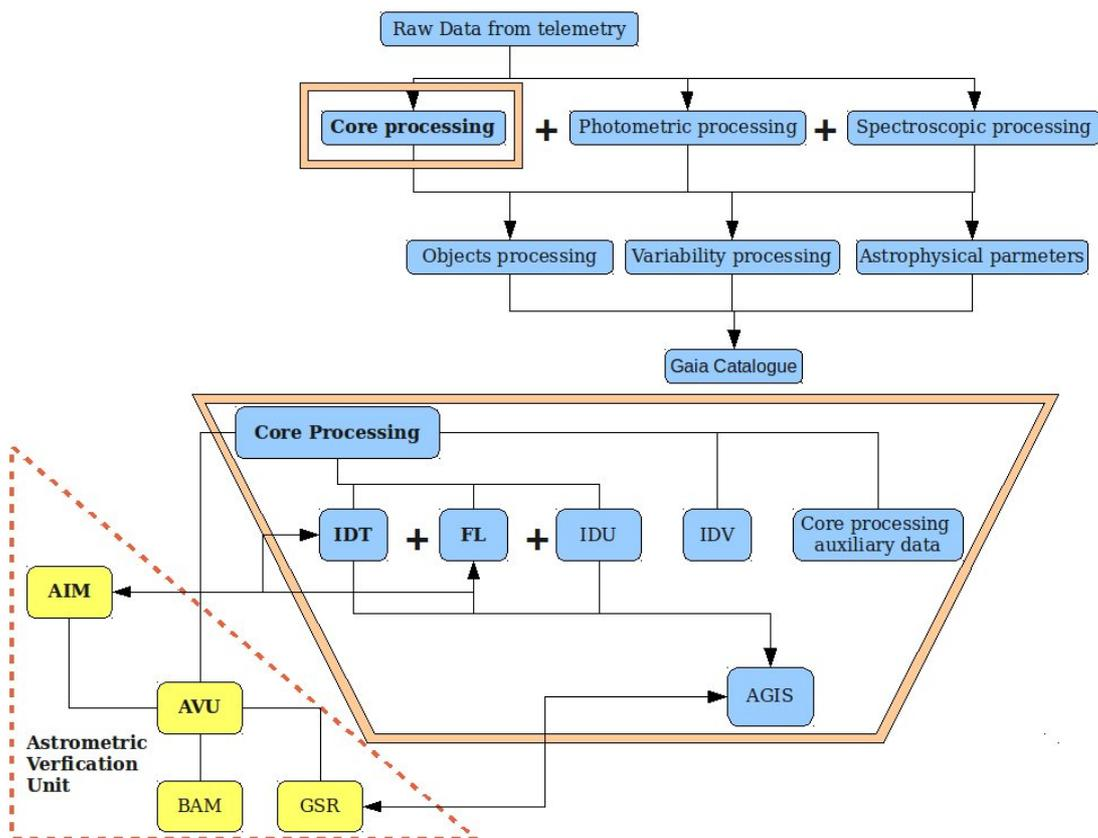 Raw Data from telemetry
Core processing + Photometric processing + Spectroscopic processing
Objects processing Variability processing Astrophysical parmeters
Gaia Catalogue
Core Processing
IDT + FL + IDU IDV Core processing
auxiliary data
AIM
AGIS
AVU
Astrometric
Verfication
Unit
BAM GSR